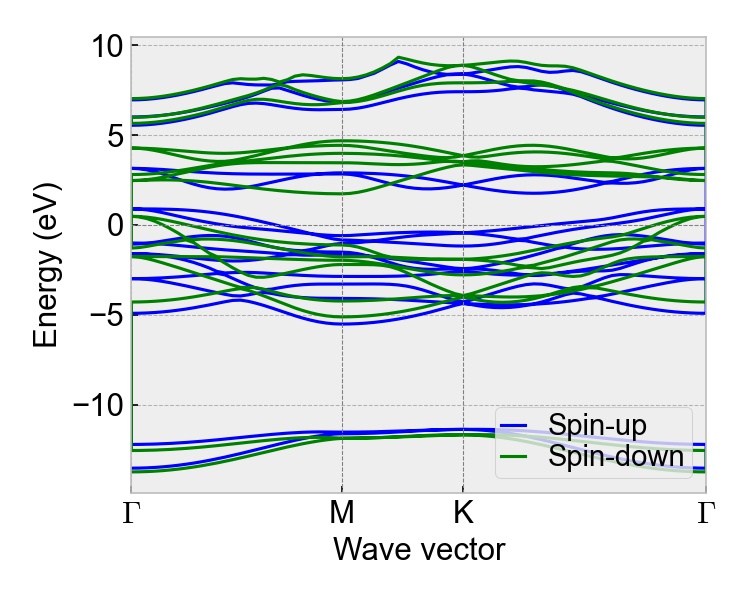 10
5
0
−5
−10
Energy (eV)
Spin-up
Spin-down
Γ M K Γ
Wave vector